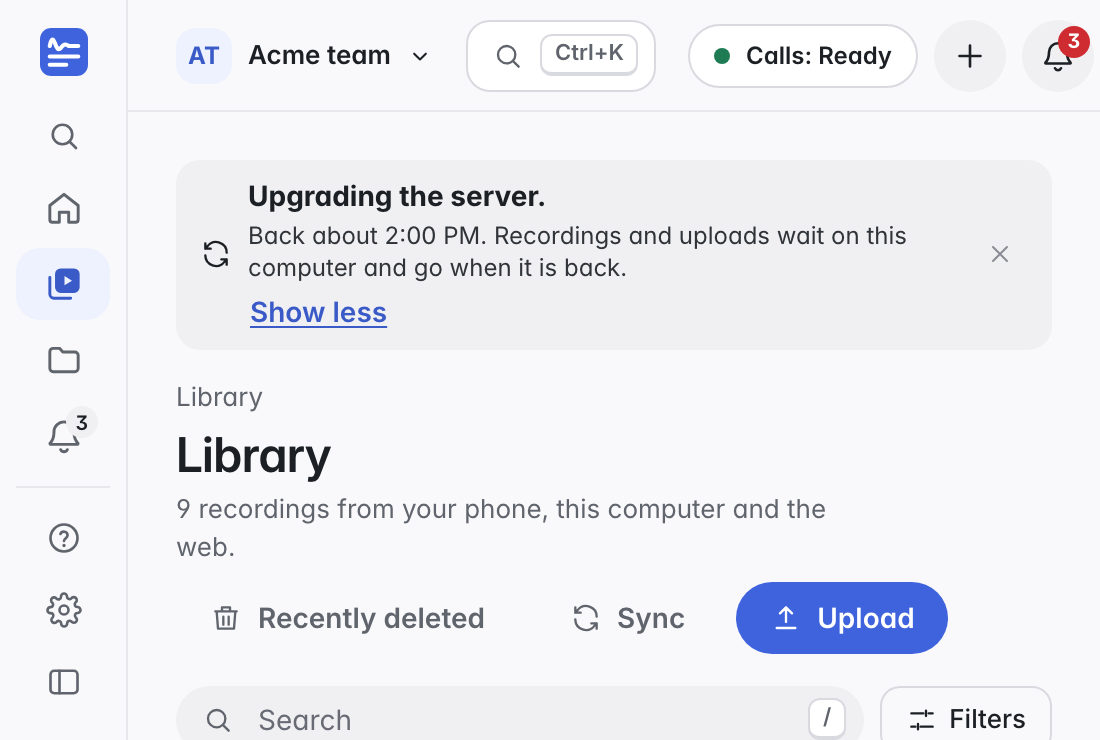 AT Acme team Ctrl+K Calls: Ready 3
Upgrading the server.
Back about 2:00 PM. Recordings and uploads wait on this
computer and go when it is back.
Show less
Library
3
Library
9 recordings from your phone, this computer and the
web.
Recently deleted Sync Upload
Search / Filters